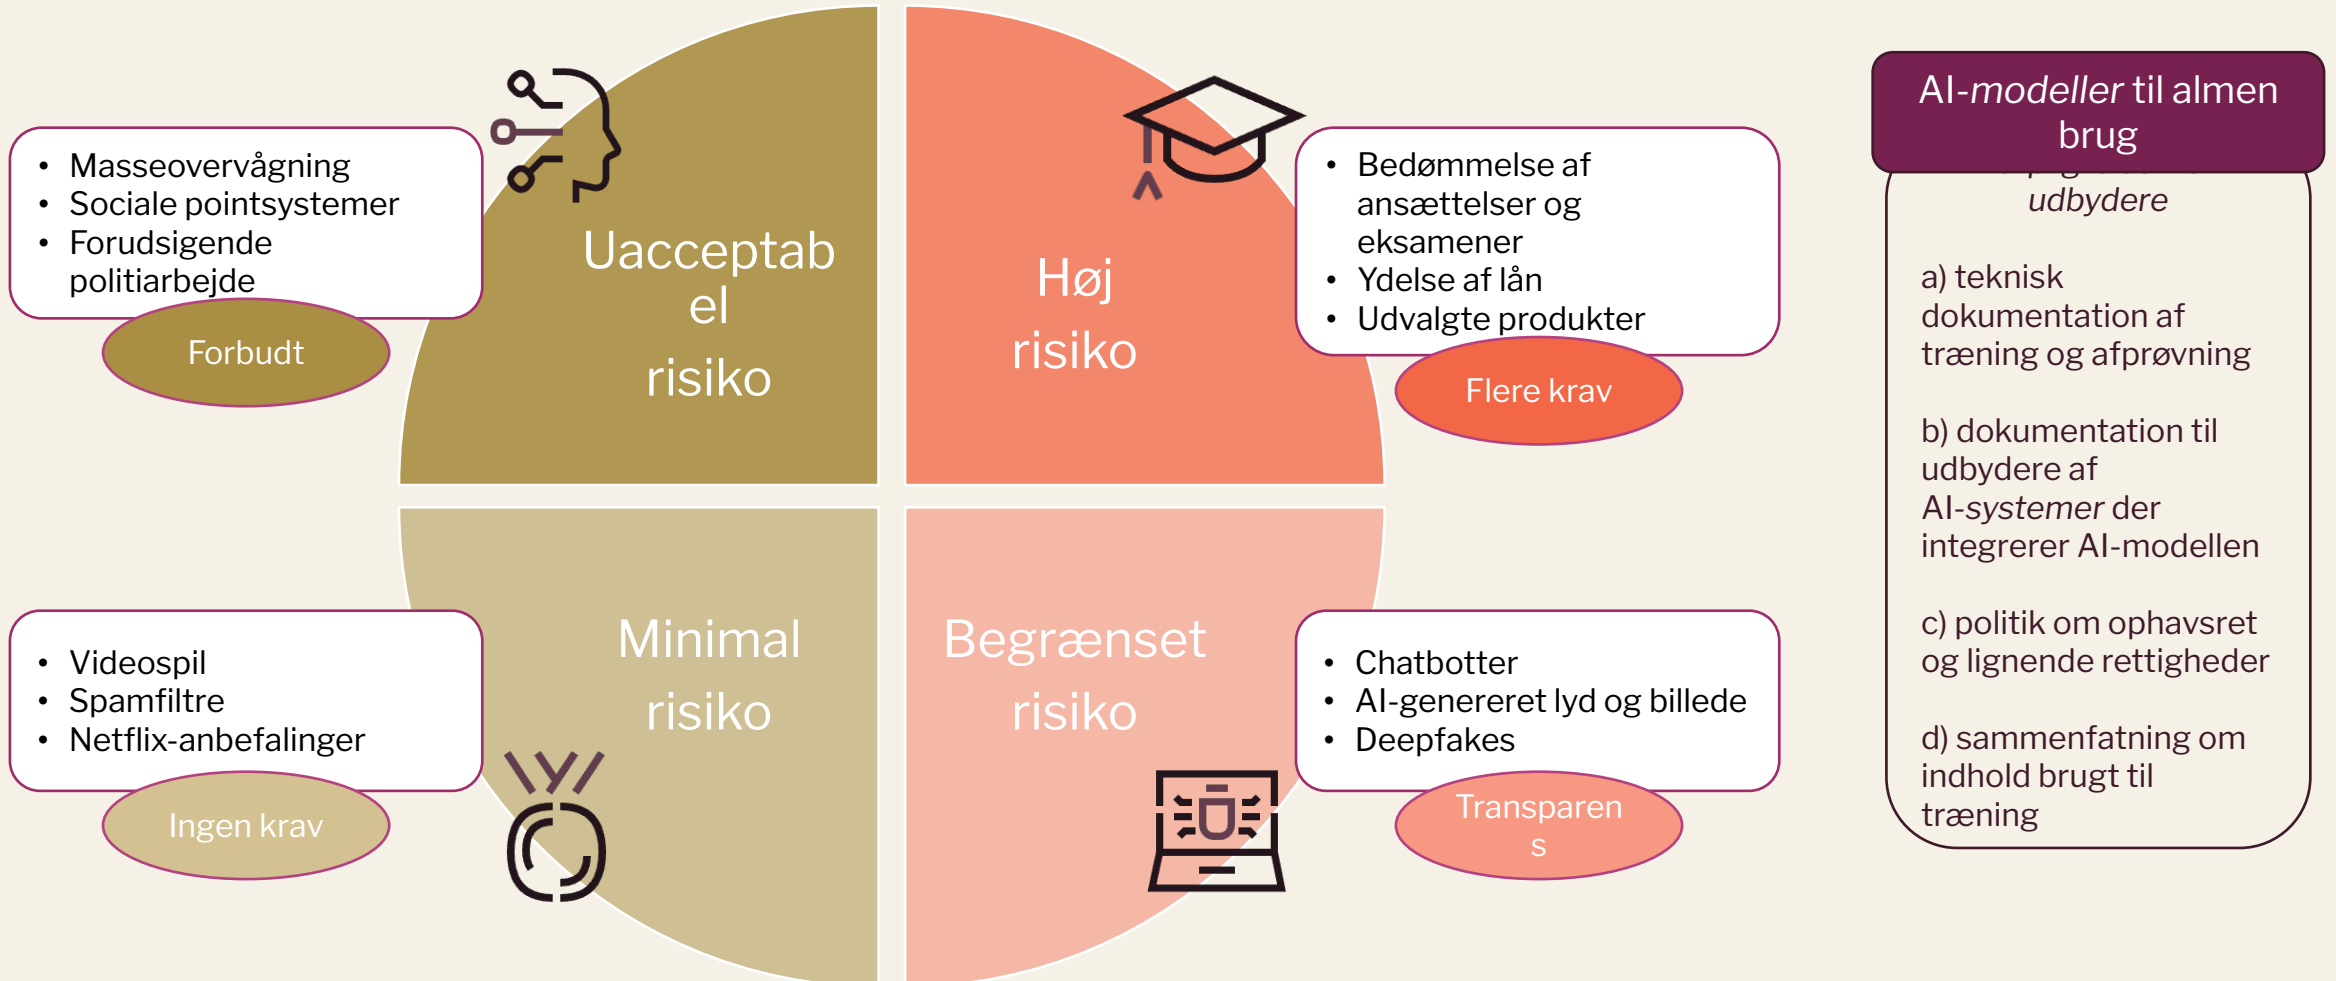 • Masseovervågning
• Sociale pointsystemer
• Forudsigende
politiarbejde
Forbudt
Uacceptab
el
risiko
Høj
risiko
• Bedømmelse af
ansættelser og
eksamener
• Ydelse af lån
• Udvalgte produkter
Flere krav
• Videospil
• Spamfiltre
• Netflix-anbefalinger
Ingen krav
Minimal
risiko
Begrænset
risiko
• Chatbotter
• AI-genereret lyd og billede
• Deepfakes
Transparen
s
AI-modeller til almen
brug
udbydere
a) teknisk
dokumentation af
træning og afprøvning
b) dokumentation til
udbydere af
AI-systemer der
integrerer AI-modellen
c) politik om ophavsret
og lignende rettigheder
d) sammenfatning om
indhold brugt til
træning